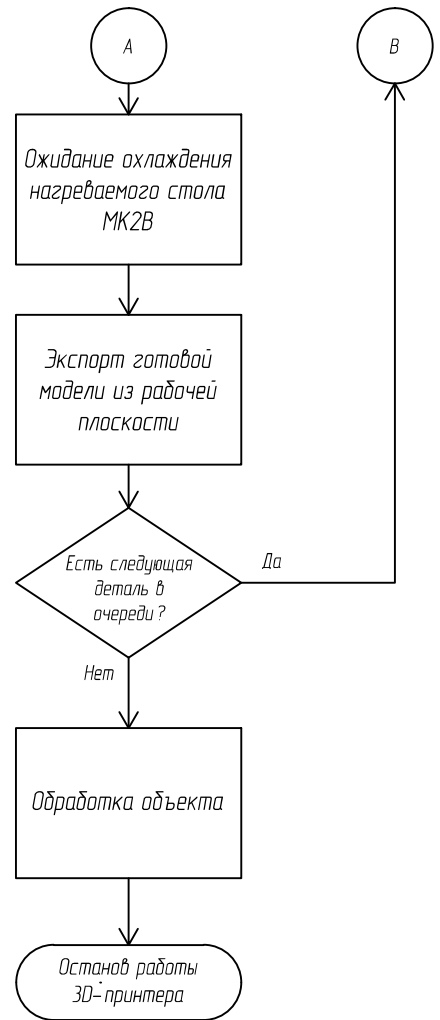 А
В
Ожидание охлаждения
нагреваемого стола
МК2В
Экспорт готовой
модели из рабочей
плоскости
Есть следующая
деталь в
очереди?
Да
Нет
Обработка объекта
Останов работы
3D-принтера